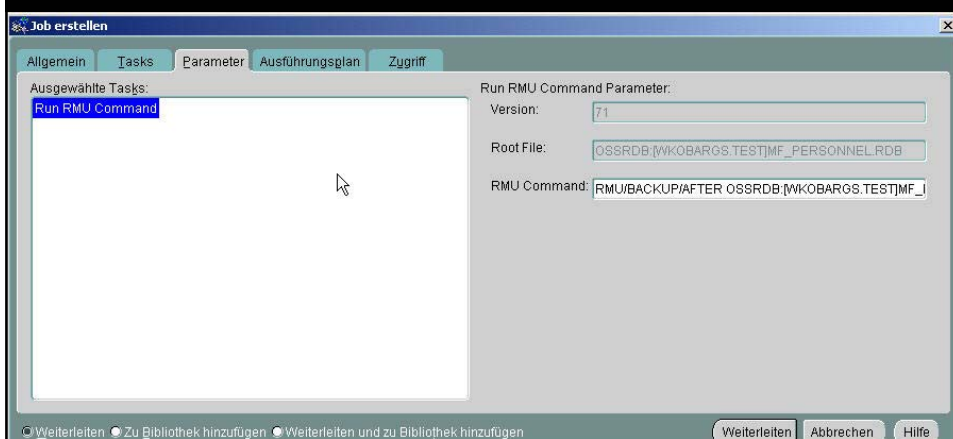 Job erstellen
Allgemein Tasks Parameter Ausführungsplan Zugriff
Ausgewählte Tasks:
Run RMU Command
Run RMU Command Parameter:
Version: 71
Root File: OSSRDB:[WKOBARGS.TEST]MF_PERSONNEL.RDB
RMU Command: RMU/BACKUP/AFTER OSSRDB:[WKOBARGS.TEST]MF_
Weiterleiten Zu Bibliothek hinzufügen Weiterleiten und zu Bibliothek hinzufügen
Weiterleiten Abbrechen Hilfe